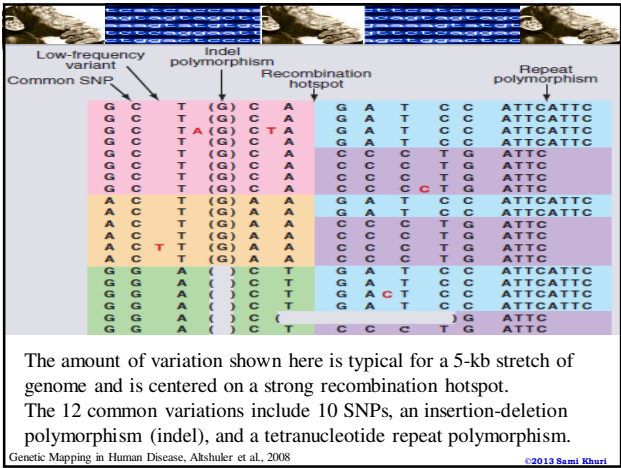 Low-frequency variant
Indel polymorphism
Common SNP
Recombination hotspot
Repeat polymorphism
G C T (G) C A G A T C C ATTCATTC
G C T (G) C A G A T C C ATTCATTC
G C T A (G) C T A G A T C C ATTCATTC
G C T (G) C A G A T C C ATTCATTC
G C T (G) C A C C C T G ATTC
G C T (G) C A C C C T G ATTC
G C T (G) C A C C C T G ATTC
G C T (G) C A C C C C T G ATTC
A C T (G) A A G A T C C ATTCATTC
A C T (G) A A G A T C C ATTCATTC
A C T (G) A A C C C T G ATTC
A C T (G) A A C C C T G ATTC
A C T T (G) A A C C C T G ATTC
A C T (G) A A C C C T G ATTC
G G A ( ) C T G A T C C ATTCATTC
G G A ( ) C T G A T C C ATTCATTC
G G A ( ) C T G A C T C C ATTCATTC
G G A ( ) C T G A T C C ATTCATTC
G G A ( ) C ( ) G ATTC
G G A ( ) C T C C C T G ATTC
The amount of variation shown here is typical for a 5-kb stretch of
genome and is centered on a strong recombination hotspot.
The 12 common variations include 10 SNPs, an insertion-deletion
polymorphism (indel), and a tetranucleotide repeat polymorphism.
Genetic Mapping in Human Disease, Altshuler et al., 2008
©2013 Sami Khuri